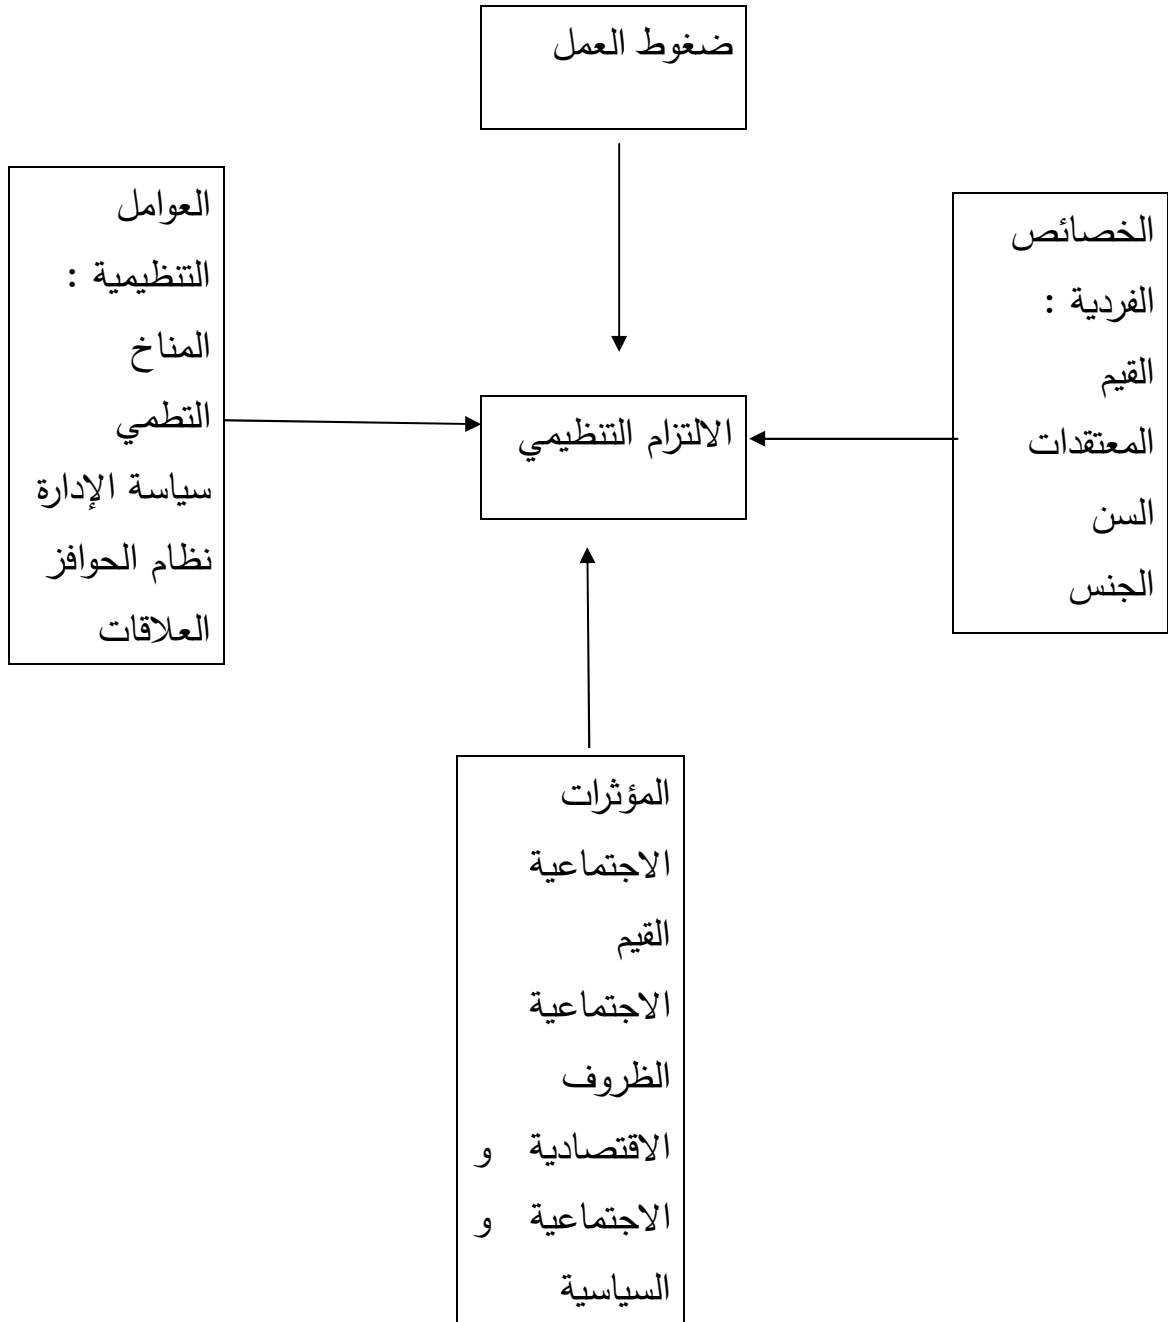 ضغوط العمل
الخصائص
الفردية :
القيم
المعتقدات
السن
الجنس
الالتزام التنظيمي
العوامل
التنظيمية :
المناخ
التطمي
سياسة الإدارة
نظام الحوافز
العلاقات
المؤثرات
الاجتماعية
القيم
الاجتماعية
الظروف
الاقتصادية و
الاجتماعية و
السياسية